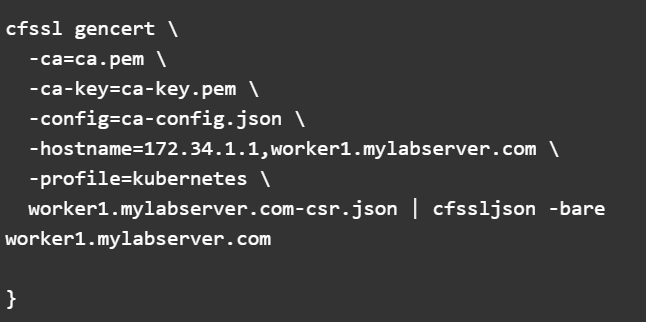 cfssl gencert \
  -ca=ca.pem \
  -ca-key=ca-key.pem \
  -config=ca-config.json \
  -hostname=172.34.1.1,worker1.mylabserver.com \
  -profile=kubernetes \
  worker1.mylabserver.com-csr.json | cfssljson -bare
worker1.mylabserver.com
}